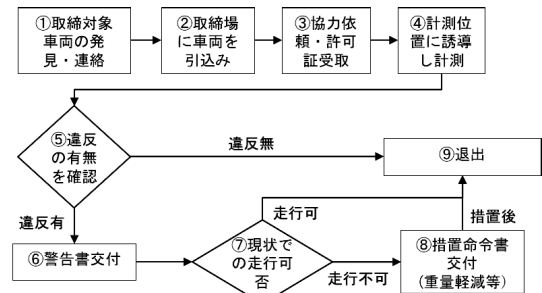 ①取締対象
車両の発
見・連絡
②取締場
に車両を
引込み
③協力依
頼・許可
証受取
④計測位
置に誘導
し計測
⑤違反
の有無
を確認
違反無
⑨退出
違反有
走行可
措置後
⑥警告書交付
⑦現状で
の走行可
否
走行不可
⑧措置命令書
交付
(重量軽減等)